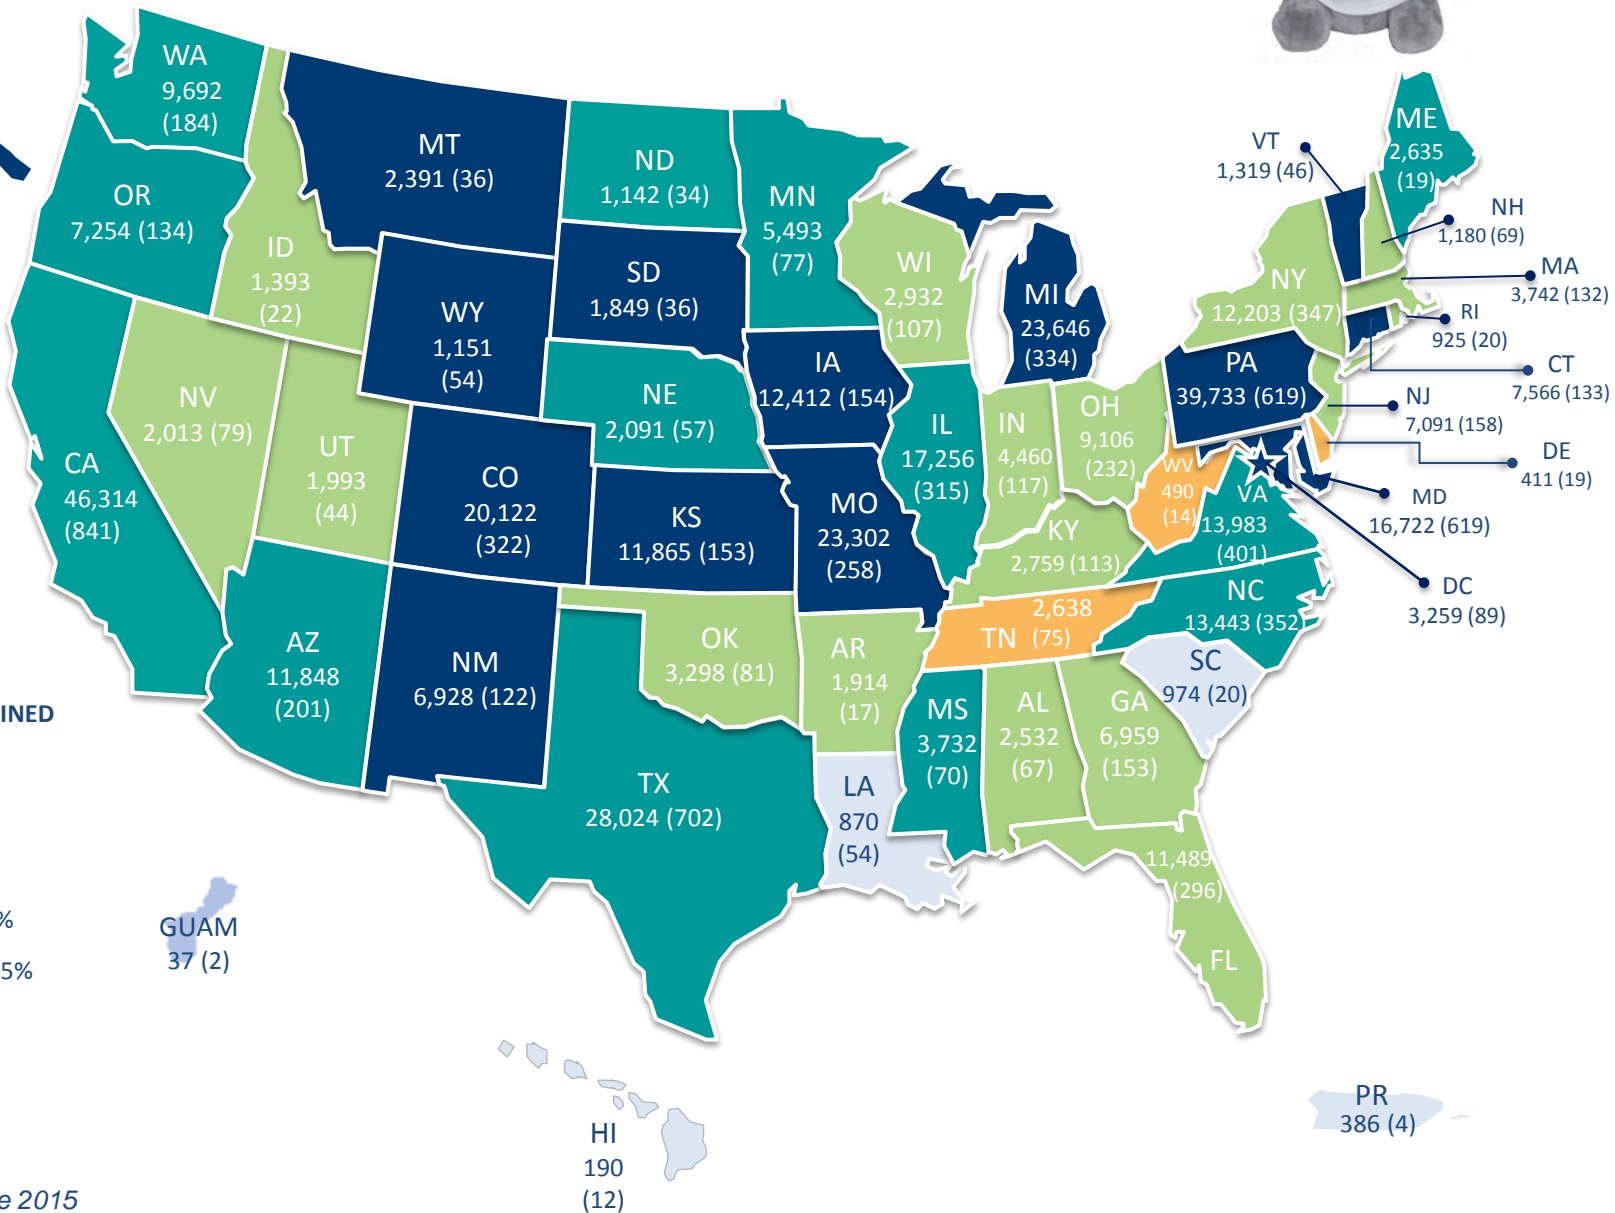 WA
9,692
(184)
OR
7,254 (134)
CA
46,314
(841)
ID
1,393
(22)
NV
2,013 (79)
MT
2,391 (36)
WY
1,151
(54)
UT
1,993
(44)
AZ
11,848
(201)
CO
20,122
(322)
NM
6,928 (122)
ND
1,142 (34)
SD
1,849 (36)
NE
2,091 (57)
KS
11,865 (153)
OK
3,298 (81)
TX
28,024 (702)
MN
5,493
(77)
IA
12,412 (154)
MO
23,302
(258)
AR
1,914
(17)
LA
870
(54)
WI
2,932
(107)
IL
17,256
(315)
MS
3,732
(70)
MI
23,646
(334)
IN
4,460
(117)
OH
9,106
(232)
KY
2,759 (113)
2,638
TN (75)
AL
2,532
(67)
GA
6,959
(153)
11,489
(296)
FL
SC
974 (20)
NC
13,443 (352)
VA
13,983
(401)
WV
490
(14)
PA
39,733 (619)
NY
12,203 (347)
VT
1,319 (46)
ME
2,635
(19)
NH
1,180 (69)
MA
3,742 (132)
RI
925 (20)
CT
7,566 (133)
NJ
7,091 (158)
DE
411 (19)
MD
16,722 (619)
DC
3,259 (89)
INED
%
5%
GUAM
37 (2)
HI
190
(12)
PR
386 (4)
e 2015